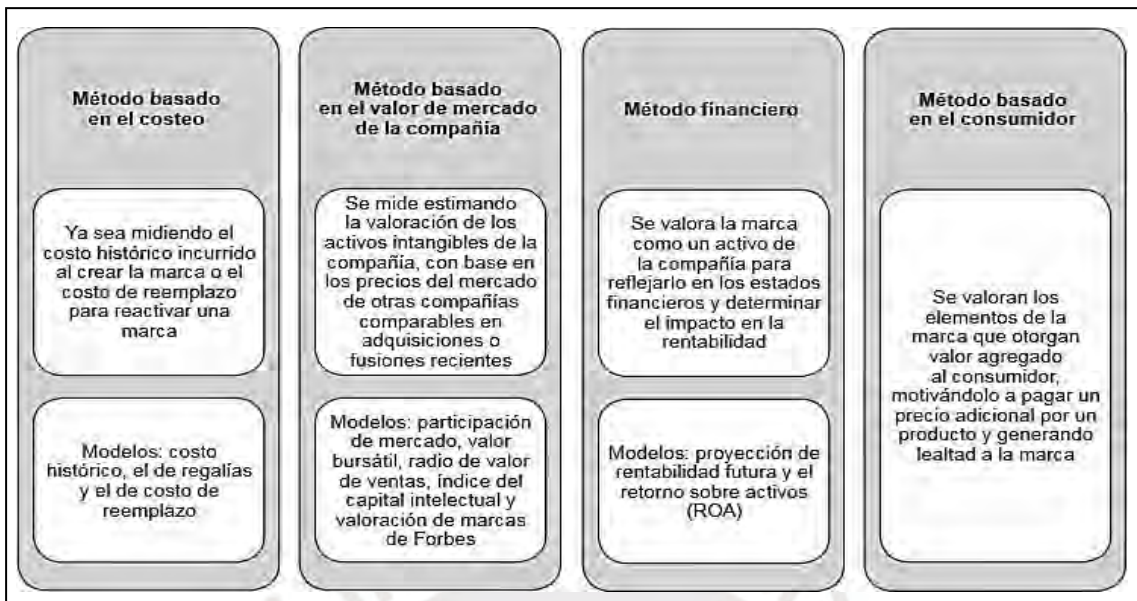 Método basado
en el costeo
Ya sea midiendo el
costo histórico incurrido
al crear la marca o el
costo de reemplazo
para reactivar una
marca
Modelos: costo
histórico, el de regalías
y el de costo de
reemplazo
Método basado
en el valor de mercado
de la compañía
Se mide estimando
la valoración de los
activos intangibles de la
compañía, con base en
los precios del mercado
de otras compañías
comparables en
adquisiciones o
fusiones recientes
Modelos: participación
de mercado, valor
bursátil, radio de valor
de ventas, índice del
capital intelectual y
valoración de marcas
de Forbes
Método financiero
Se valora la marca
como un activo de
la compañía para
reflejarlo en los estados
financieros y determinar
el impacto en la
rentabilidad
Modelos: proyección de
rentabilidad futura y el
retorno sobre activos
(ROA)
Método basado
en el consumidor
Se valoran los
elementos de la
marca que otorgan
valor agregado
al consumidor,
motivándolo a pagar un
precio adicional por un
producto y generando
lealtad a la marca